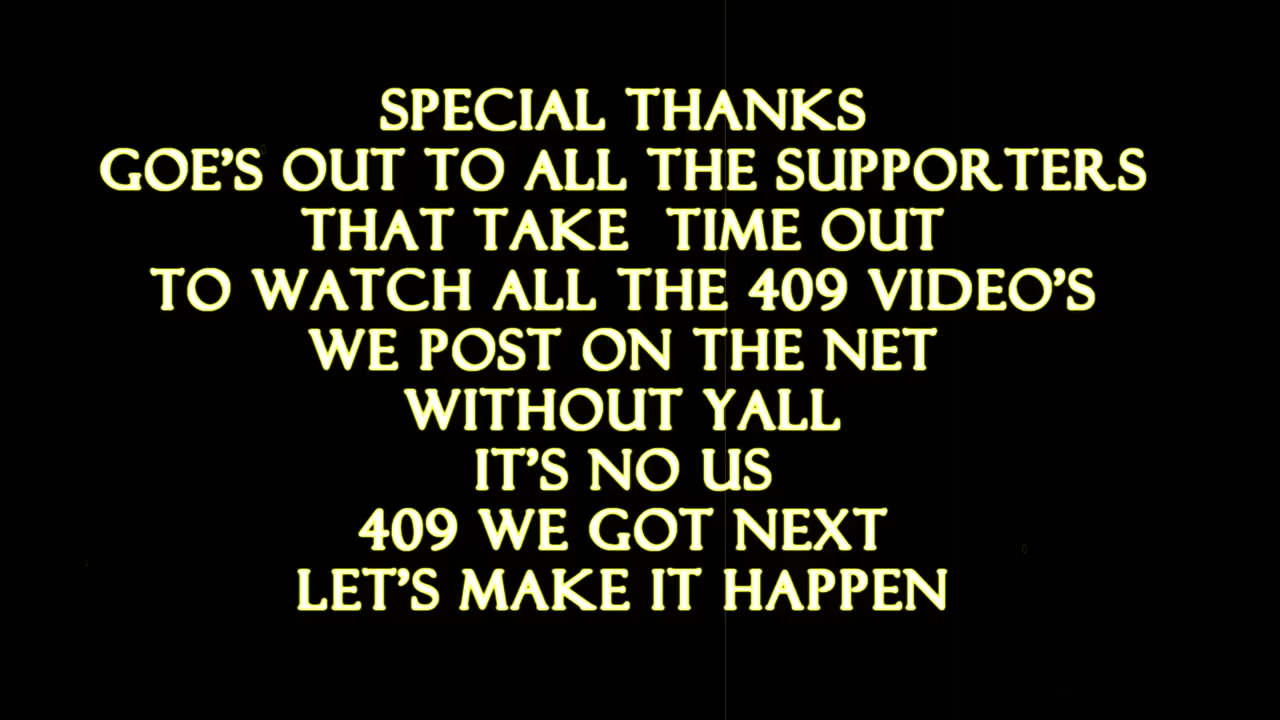 SPECIAL THANKS
GOE'S OUT TO ALL THE SUPPORTERS
THAT TAKE  TIME OUT
TO WATCH ALL THE 409 VIDEO'S
WE POST ON THE NET
WITHOUT YALL
IT'S NO US
409 WE GOT NEXT
LET'S MAKE IT HAPPEN